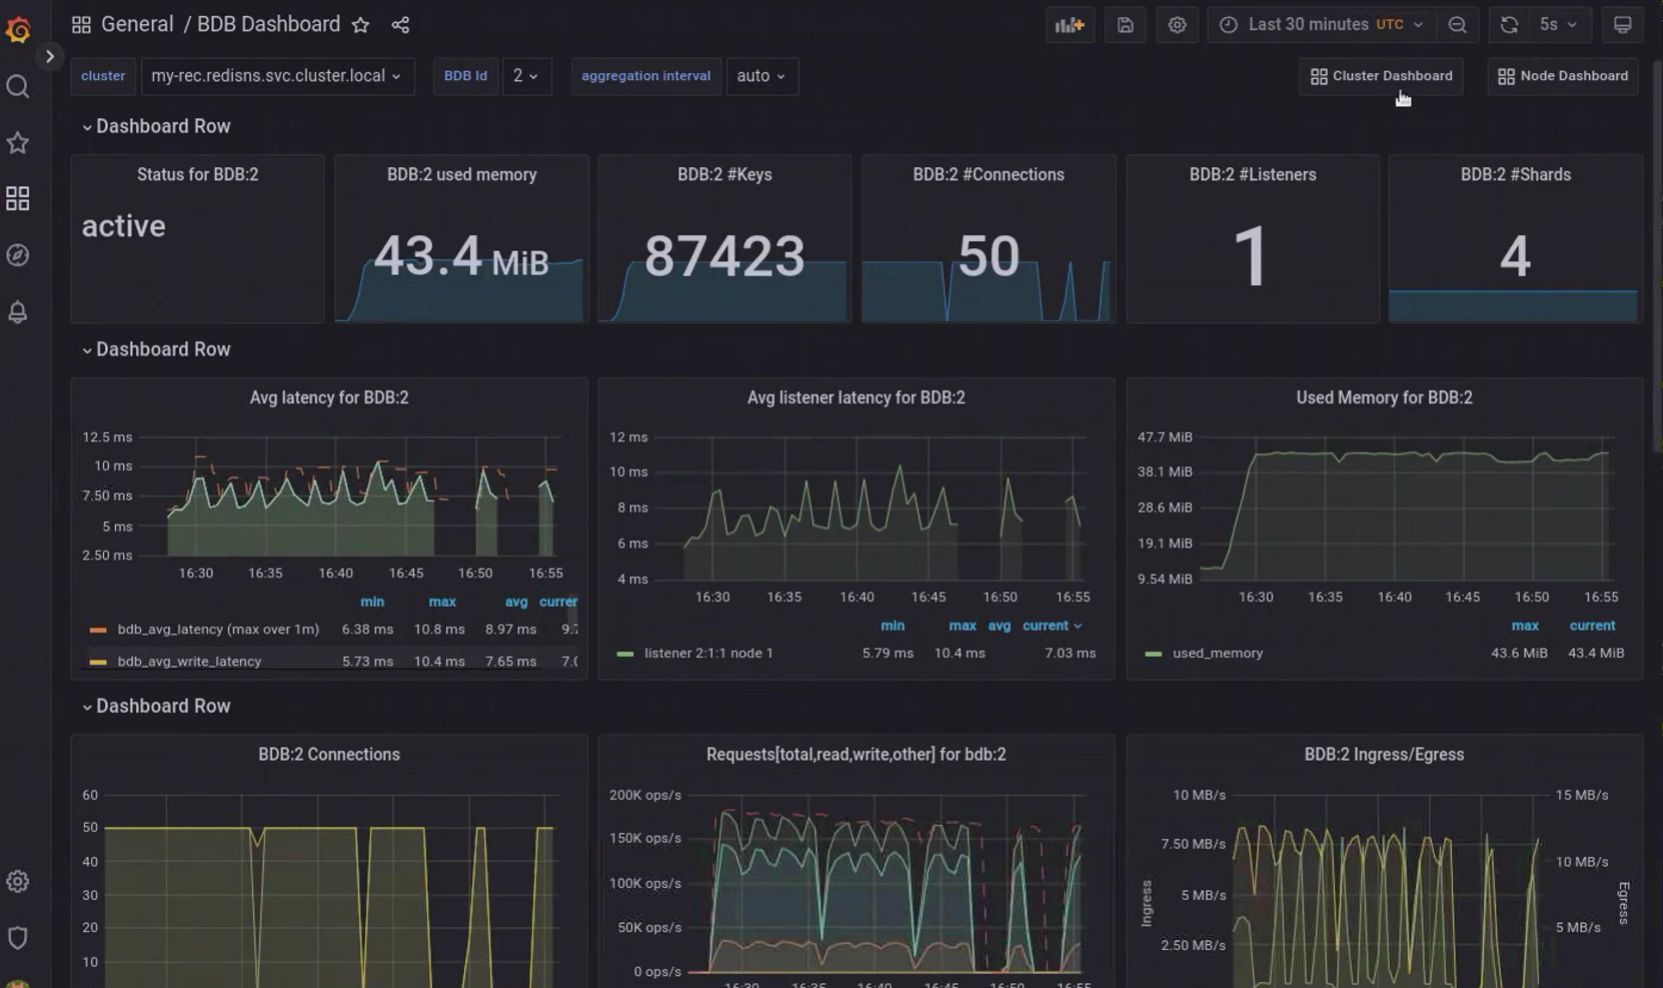 General / BDB Dashboard
Last 30 minutes UTC
5s
cluster
my-rec.redisns.svc.cluster.local
BDB Id
2
aggregation interval
auto
Cluster Dashboard
Node Dashboard
Dashboard Row
Status for BDB:2
active
BDB:2 used memory
43.4 MiB
BDB:2 #Keys
87423
BDB:2 #Connections
50
BDB:2 #Listeners
1
BDB:2 #Shards
4
Dashboard Row
Avg latency for BDB:2
12.5 ms
10 ms
7.50 ms
5 ms
2.50 ms
16:30 16:35 16:40 16:45 16:50 16:55
min max avg curren
bdb_avg_latency (max over 1m) 6.38 ms 10.8 ms 8.97 ms
bdb_avg_write_latency 5.73 ms 10.4 ms 7.65 ms
Avg listener latency for BDB:2
12 ms
10 ms
8 ms
6 ms
4 ms
16:30 16:35 16:40 16:45 16:50 16:55
min max avg current
listener 2:1:1 node 1 5.79 ms 10.4 ms 7.03 ms
Used Memory for BDB:2
47.7 MiB
38.1 MiB
28.6 MiB
19.1 MiB
9.54 MiB
16:30 16:35 16:40 16:45 16:50 16:55
max current
used_memory 43.6 MiB 43.4 MiB
Dashboard Row
BDB:2 Connections
60
50
40
30
20
10
Requests[total,read,write,other] for bdb:2
200K ops/s
150K ops/s
100K ops/s
50K ops/s
0 ops/s
16:30 16:35 16:40 16:45 16:50 16:55
BDB:2 Ingress/Egress
10 MB/s
7.50 MB/s
5 MB/s
2.50 MB/s
Ingress
15 MB/s
10 MB/s
5 MB/s
Egress